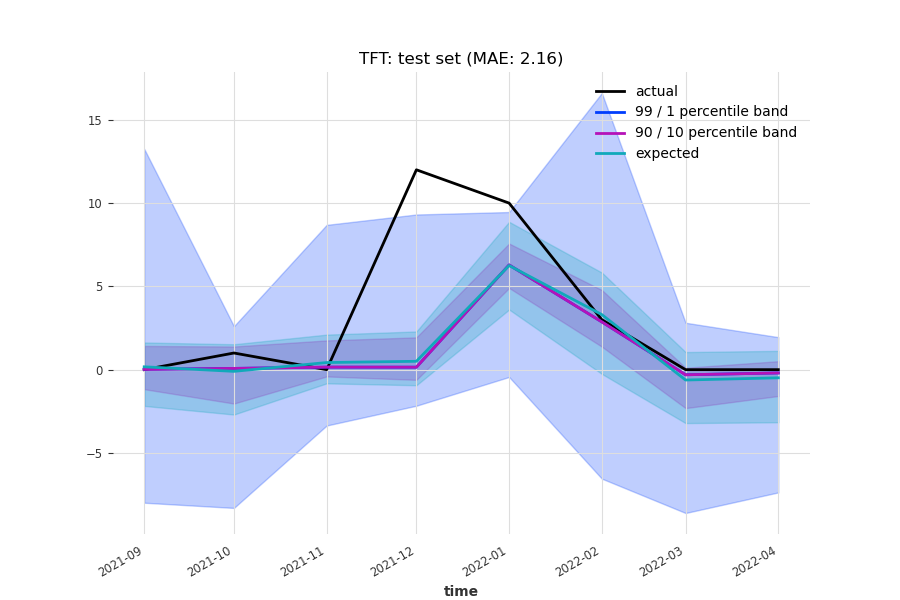 TFT: test set (MAE: 2.16)
actual
99 / 1 percentile band
90 / 10 percentile band
expected
15
10
5
0
−5
2021-09
2021-10
2021-11
2021-12
2022-01
2022-02
2022-03
2022-04
time